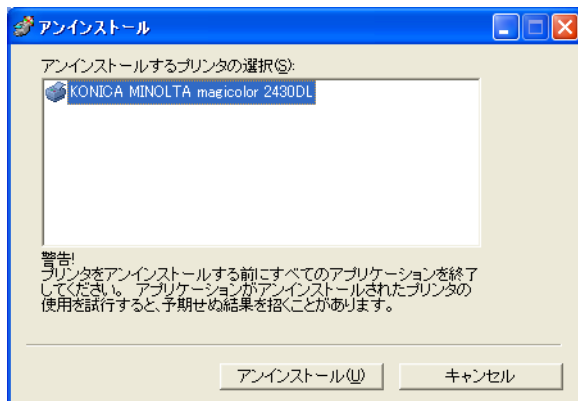 アンインストール
アンインストールするプリンタの選択(S):
KONICA MINOLTA magicolor 2430DL
警告!
プリンタをアンインストールする前にすべてのアプリケーションを終了
してください。 アプリケーションがアンインストールされたプリンタの
使用を試行すると、予期せぬ結果を招くことがあります。
アンインストール(U) キャンセル